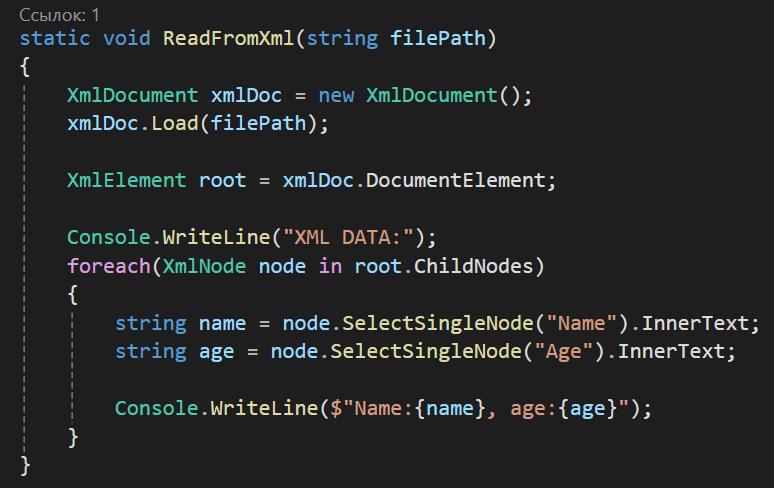 Ссылок: 1
static void ReadFromXml(string filePath)
{
    XmlDocument xmlDoc = new XmlDocument();
    xmlDoc.Load(filePath);

    XmlElement root = xmlDoc.DocumentElement;

    Console.WriteLine("XML DATA:");
    foreach(XmlNode node in root.ChildNodes)
    {
        string name = node.SelectSingleNode("Name").InnerText;
        string age = node.SelectSingleNode("Age").InnerText;

        Console.WriteLine($"Name:{name}, age:{age}");
    }
}